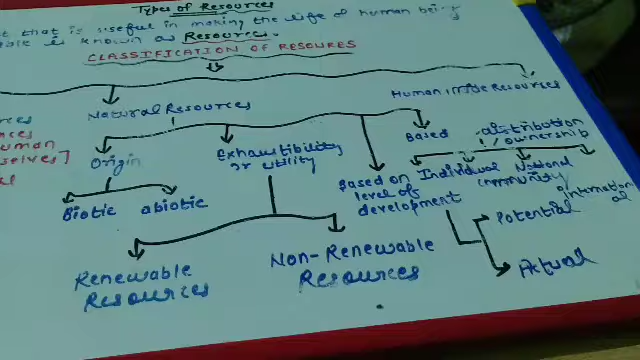 Types of Resources
t that is useful in making the life of human being
is known as Resources.
CLASSIFICATION OF RESOURES
Natural Resources
Human made Resources
uman
selves]
Origin
Exhaustibility
or utility
Based on
level of
development
Based distribution
/ ownership
Individual
community
National
international
Biotic abiotic
Potential
Actual
Renewable
Resources
Non-Renewable
Resources